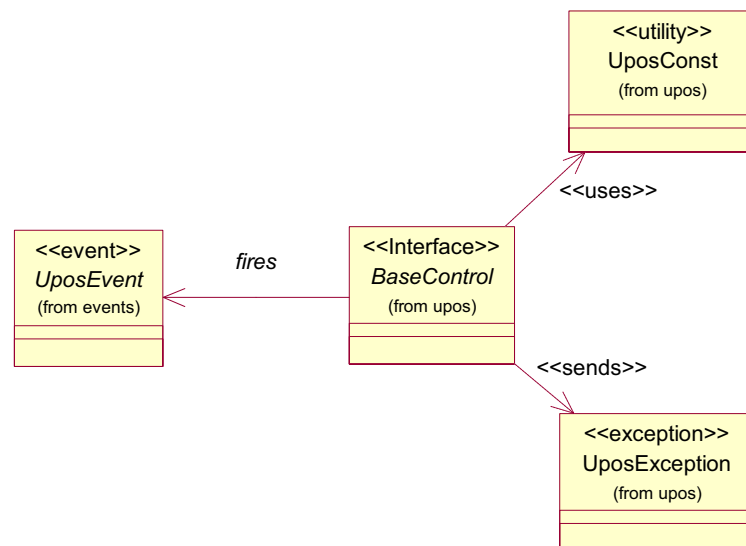 <<utility>>
UposConst
(from upos)
<<uses>>
<<event>>
UposEvent
(from events)
fires
<<Interface>>
BaseControl
(from upos)
<<sends>>
<<exception>>
UposException
(from upos)